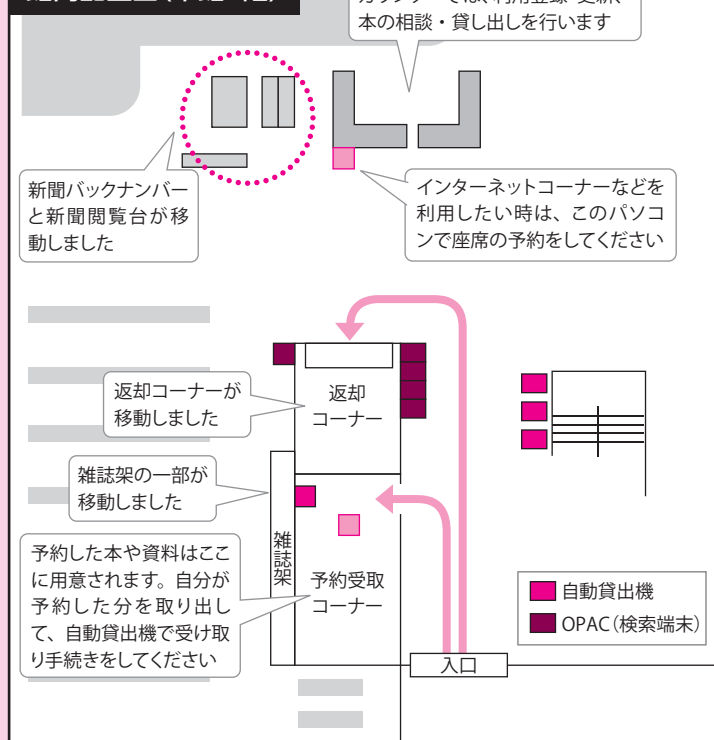 本の相談・貸し出しを行います
新聞バックナンバー
と新聞閲覧台が移
動しました
インターネットコーナーなどを
利用したい時は、このパソコ
ンで座席の予約をしてください
返却コーナーが
移動しました
返却
コーナー
雑誌架の一部が
移動しました
雑誌架
予約した本や資料はここ
に用意されます。自分が
予約した分を取り出し
て、自動貸出機で受け取
り手続きをしてください
予約受取
コーナー
自動貸出機
OPAC（検索端末）
入口